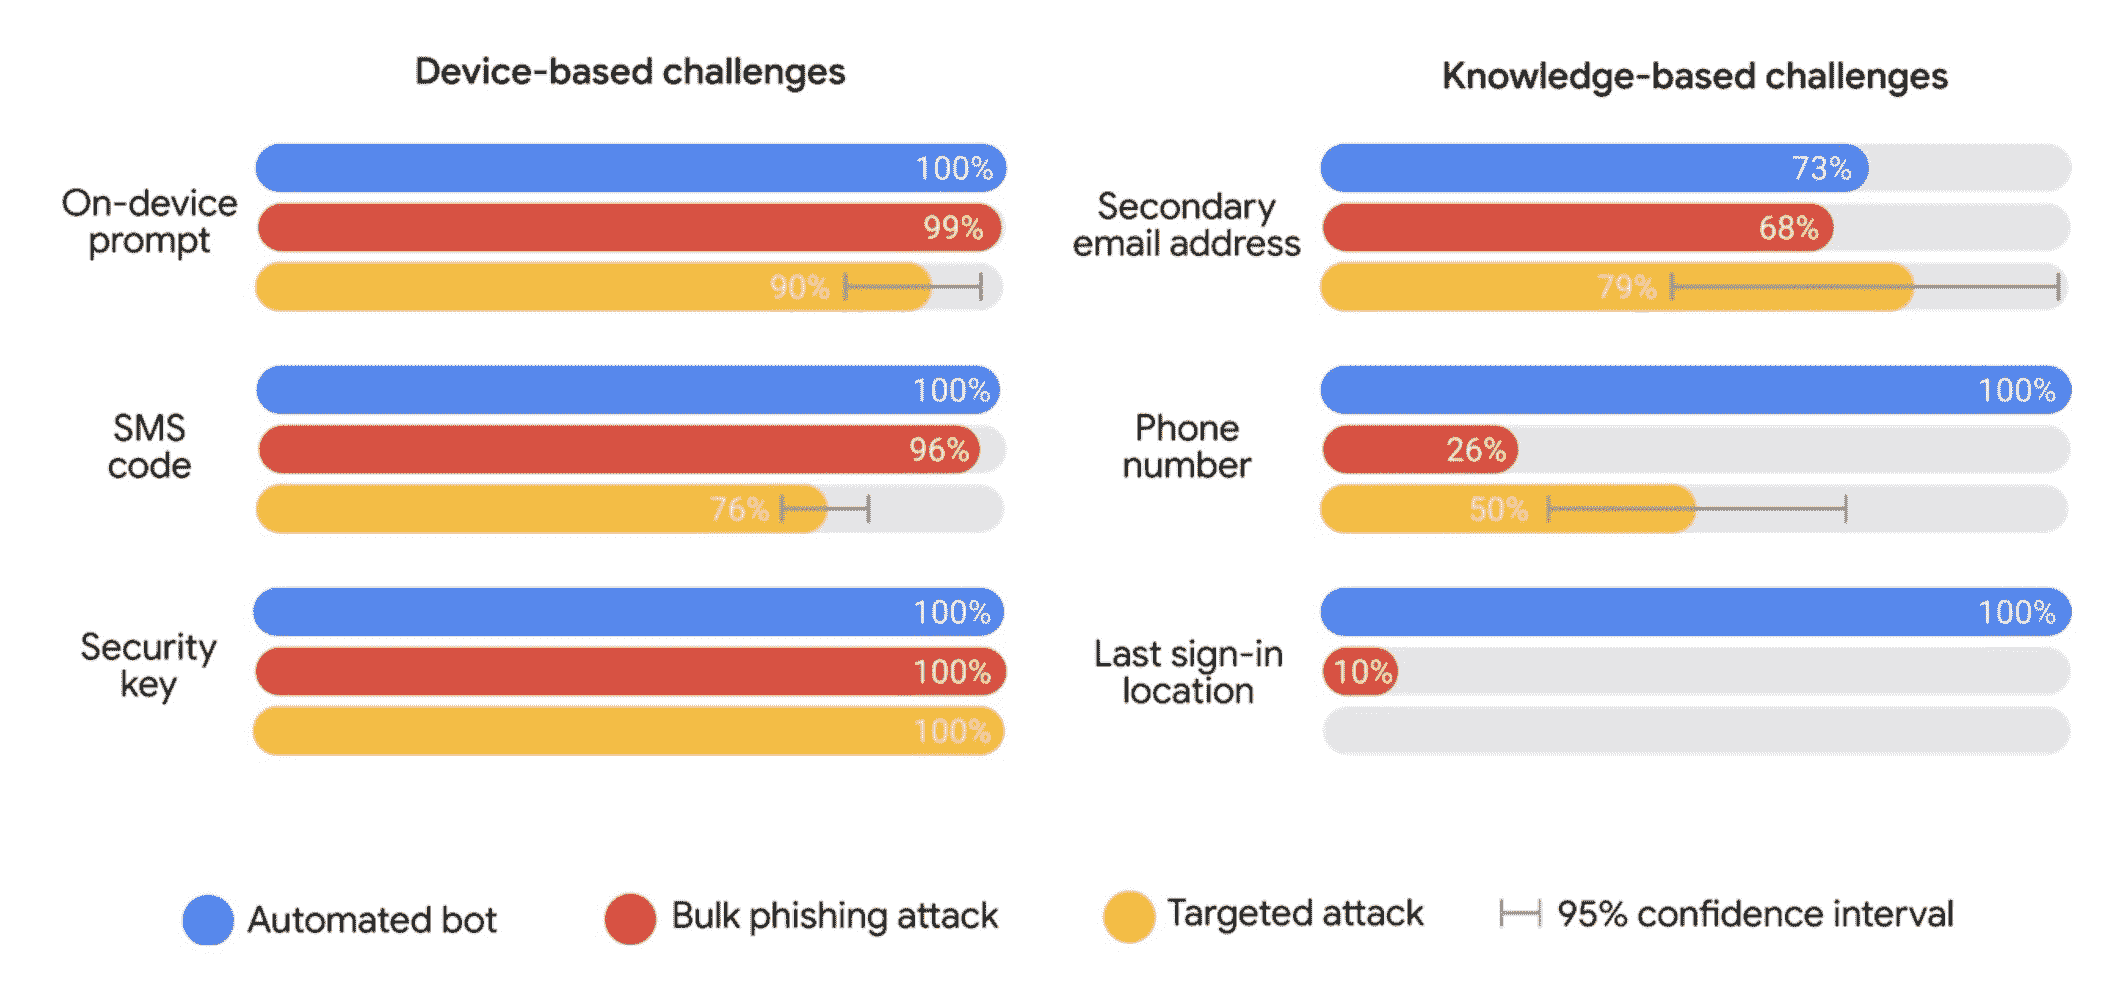 Device-based challenges
On-device
prompt
100%
99%
90%
SMS
code
100%
96%
76%
Security
key
100%
100%
100%
Knowledge-based challenges
Secondary
email address
73%
68%
79%
Phone
number
100%
26%
50%
Last sign-in
location
100%
10%
Automated bot
Bulk phishing attack
Targeted attack
95% confidence interval